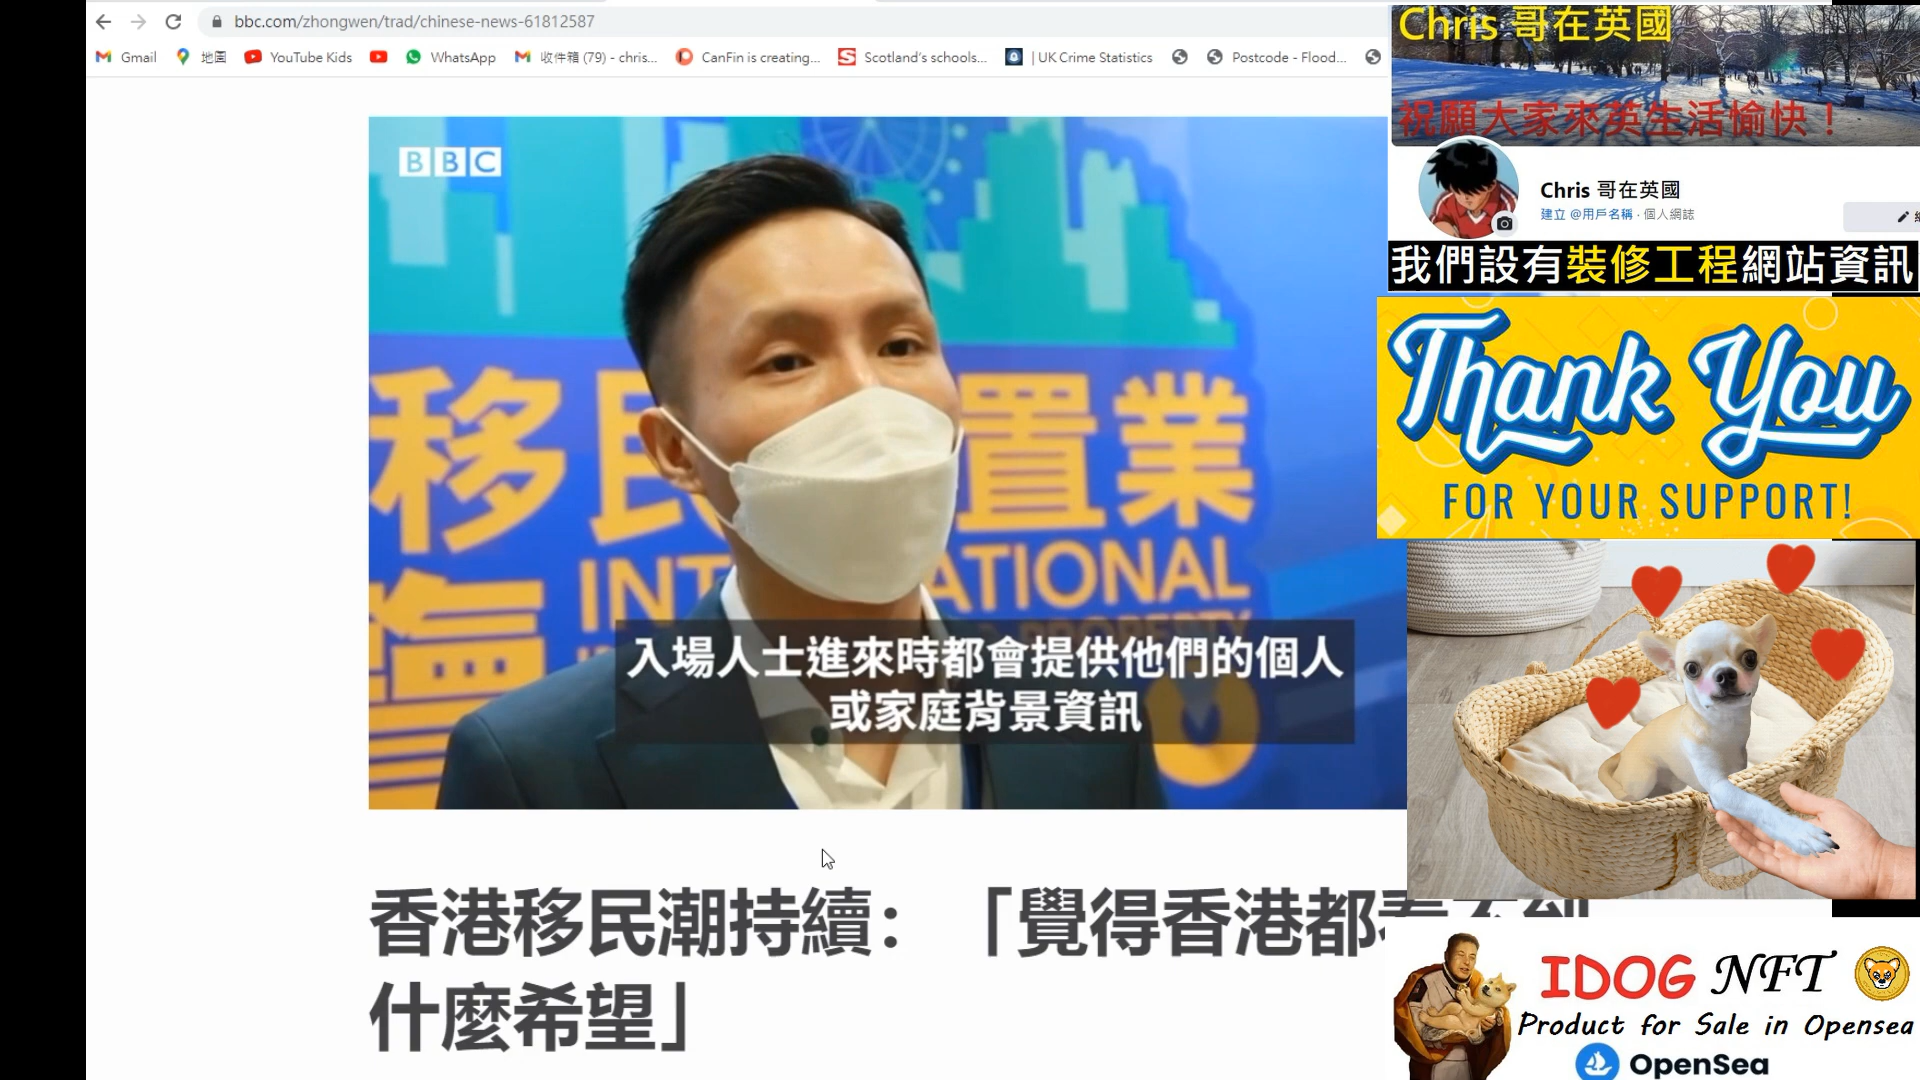 bbc.com/zhongwen/trad/chinese-news-61812587
Gmail
地圖
YouTube Kids
WhatsApp
收件箱 (79) - chris...
CanFin is creating...
Scotland's schools...
| UK Crime Statistics
Postcode - Flood...
BBC
移民
置業
INT
ATIONAL
入場人士進來時都會提供他們的個人
或家庭背景資訊
香港移民潮持續：「覺得香港都看不到
什麼希望」
Chris 哥在英國
祝願大家來英生活愉快！
Chris 哥在英國
建立 @用戶名稱 · 個人網誌
我們設有裝修工程網站資訊
Thank You
FOR YOUR SUPPORT!
IDOG NFT
Product for Sale in Opensea
OpenSea